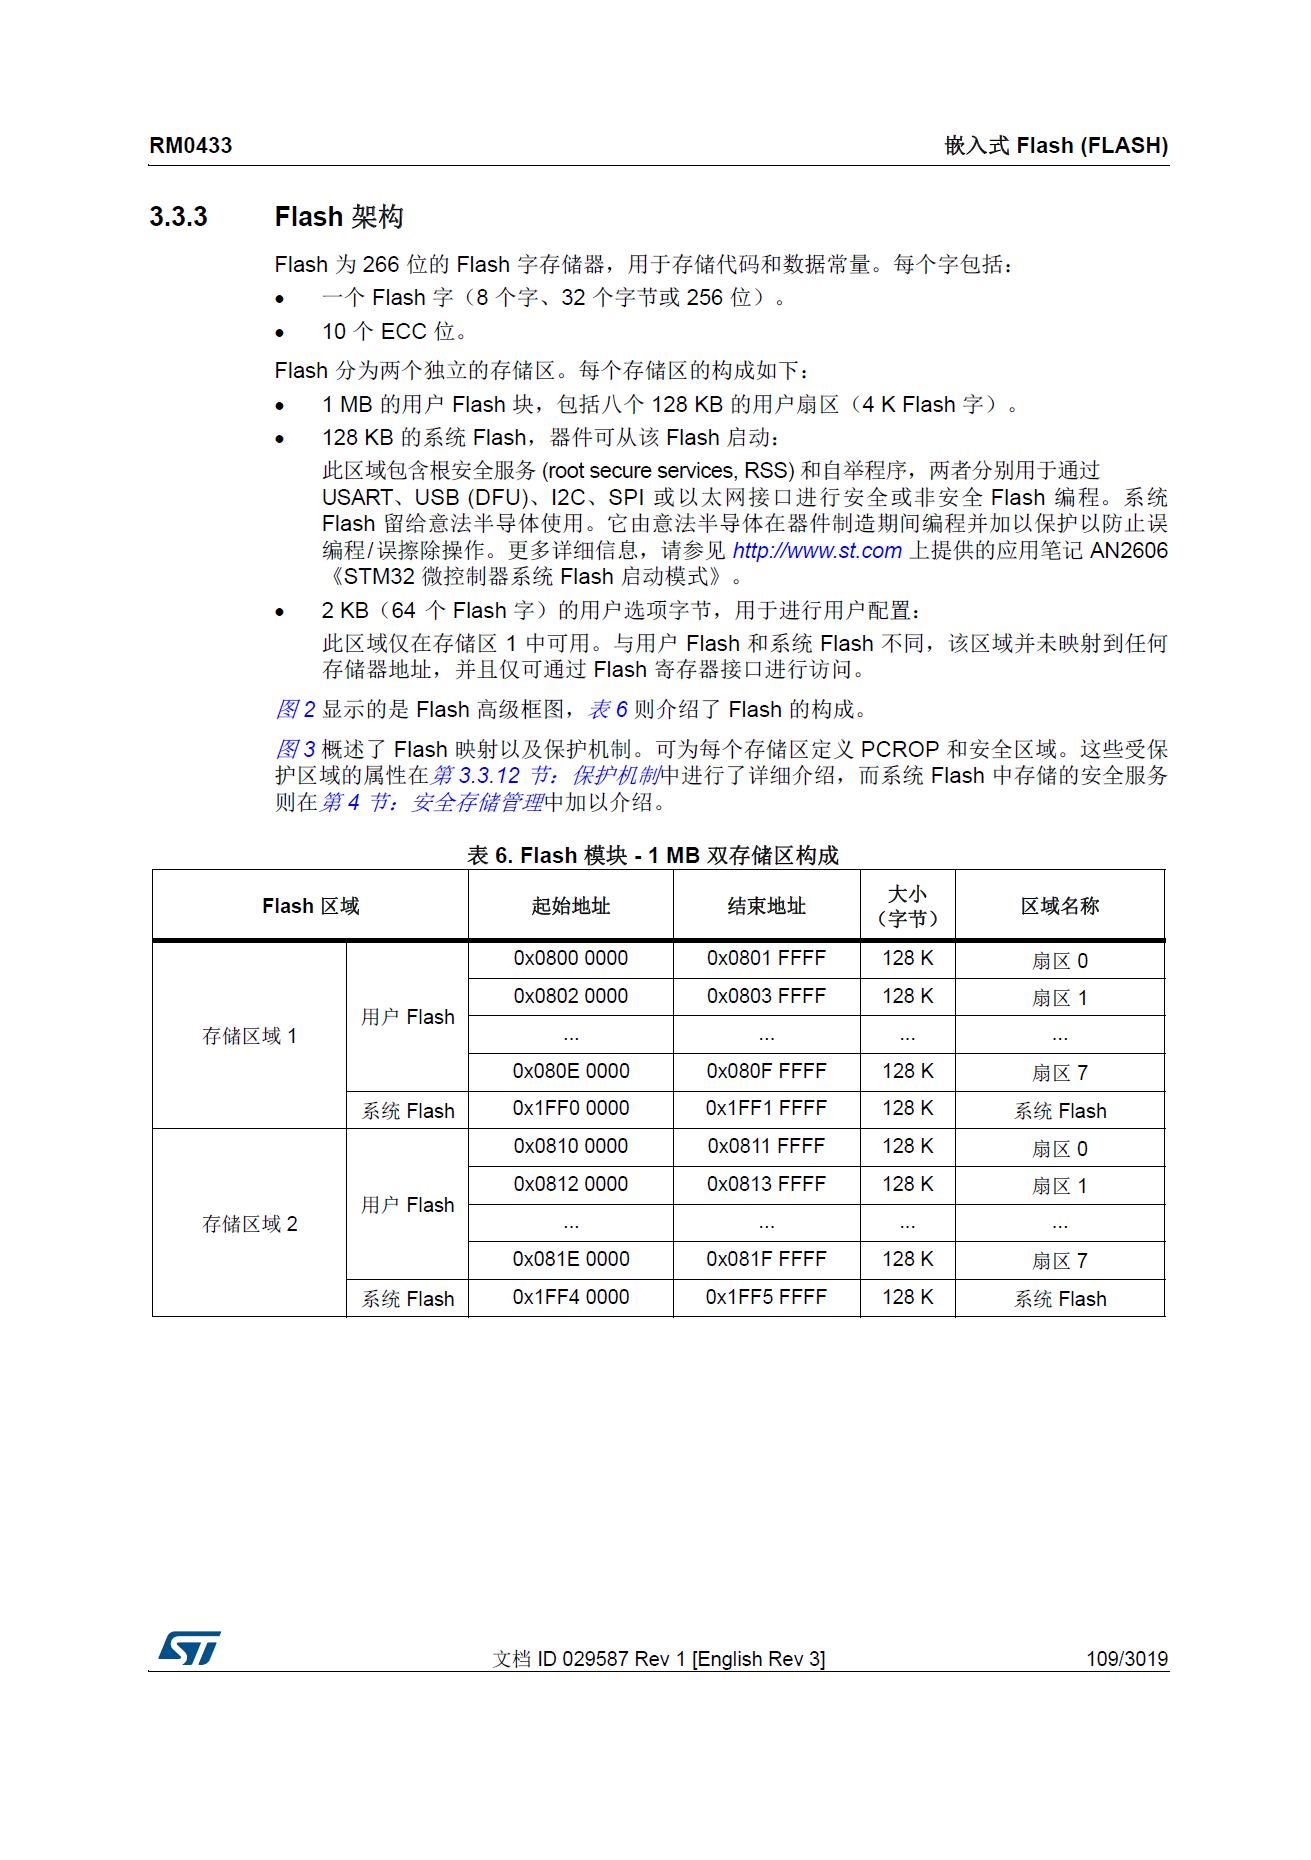 RM0433
嵌入式 Flash (FLASH)
3.3.3 Flash 架构
Flash 为 266 位的 Flash 字存储器，用于存储代码和数据常量。每个字包括：
• 一个 Flash 字（8 个字、32 个字节或 256 位）。
• 10 个 ECC 位。
Flash 分为两个独立的存储区。每个存储区的构成如下：
• 1 MB 的用户 Flash 块，包括八个 128 KB 的用户扇区（4 K Flash 字）。
• 128 KB 的系统 Flash，器件可从该 Flash 启动：
此区域包含根安全服务 (root secure services, RSS) 和自举程序，两者分别用于通过
USART、USB (DFU)、I2C、SPI 或以太网接口进行安全或非安全 Flash 编程。系统
Flash 留给意法半导体使用。它由意法半导体在器件制造期间编程并加以保护以防止误
编程/误擦除操作。更多详细信息，请参见 http://www.st.com 上提供的应用笔记 AN2606
《STM32 微控制器系统 Flash 启动模式》。
• 2 KB（64 个 Flash 字）的用户选项字节，用于进行用户配置：
此区域仅在存储区 1 中可用。与用户 Flash 和系统 Flash 不同，该区域并未映射到任何
存储器地址，并且仅可通过 Flash 寄存器接口进行访问。
图 2 显示的是 Flash 高级框图，表 6 则介绍了 Flash 的构成。
图 3 概述了 Flash 映射以及保护机制。可为每个存储区定义 PCROP 和安全区域。这些受保
护区域的属性在第 3.3.12 节：保护机制中进行了详细介绍，而系统 Flash 中存储的安全服务
则在第 4 节：安全存储管理中加以介绍。
表 6. Flash 模块 - 1 MB 双存储区构成
Flash 区域 起始地址 结束地址 大小（字节） 区域名称
存储区域 1 用户 Flash 0x0800 0000 0x0801 FFFF 128 K 扇区 0
0x0802 0000 0x0803 FFFF 128 K 扇区 1
... ... ... ...
0x080E 0000 0x080F FFFF 128 K 扇区 7
系统 Flash 0x1FF0 0000 0x1FF1 FFFF 128 K 系统 Flash
存储区域 2 用户 Flash 0x0810 0000 0x0811 FFFF 128 K 扇区 0
0x0812 0000 0x0813 FFFF 128 K 扇区 1
... ... ... ...
0x081E 0000 0x081F FFFF 128 K 扇区 7
系统 Flash 0x1FF4 0000 0x1FF5 FFFF 128 K 系统 Flash
ST
文档 ID 029587 Rev 1 [English Rev 3]
109/3019